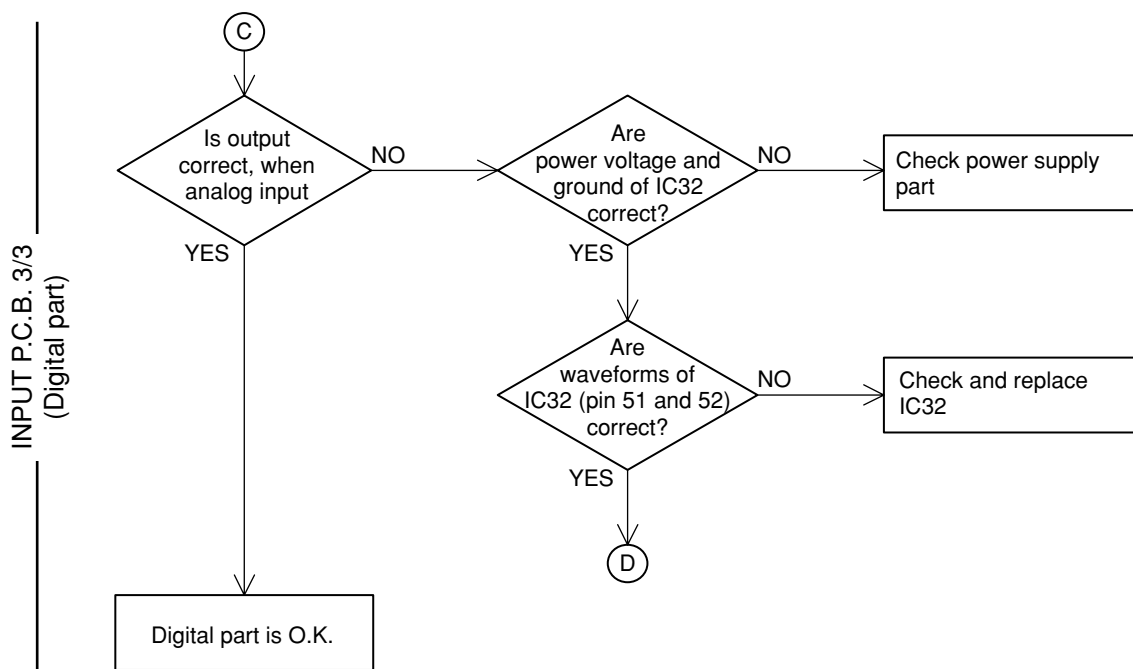 C
Is output
correct, when
analog input
NO
YES
Are
power voltage and
ground of IC32
correct?
NO
YES
Check power supply
part
Are
waveforms of
IC32 (pin 51 and 52)
correct?
NO
YES
Check and replace
IC32
D
Digital part is O.K.
INPUT P.C.B. 3/3
(Digital part)